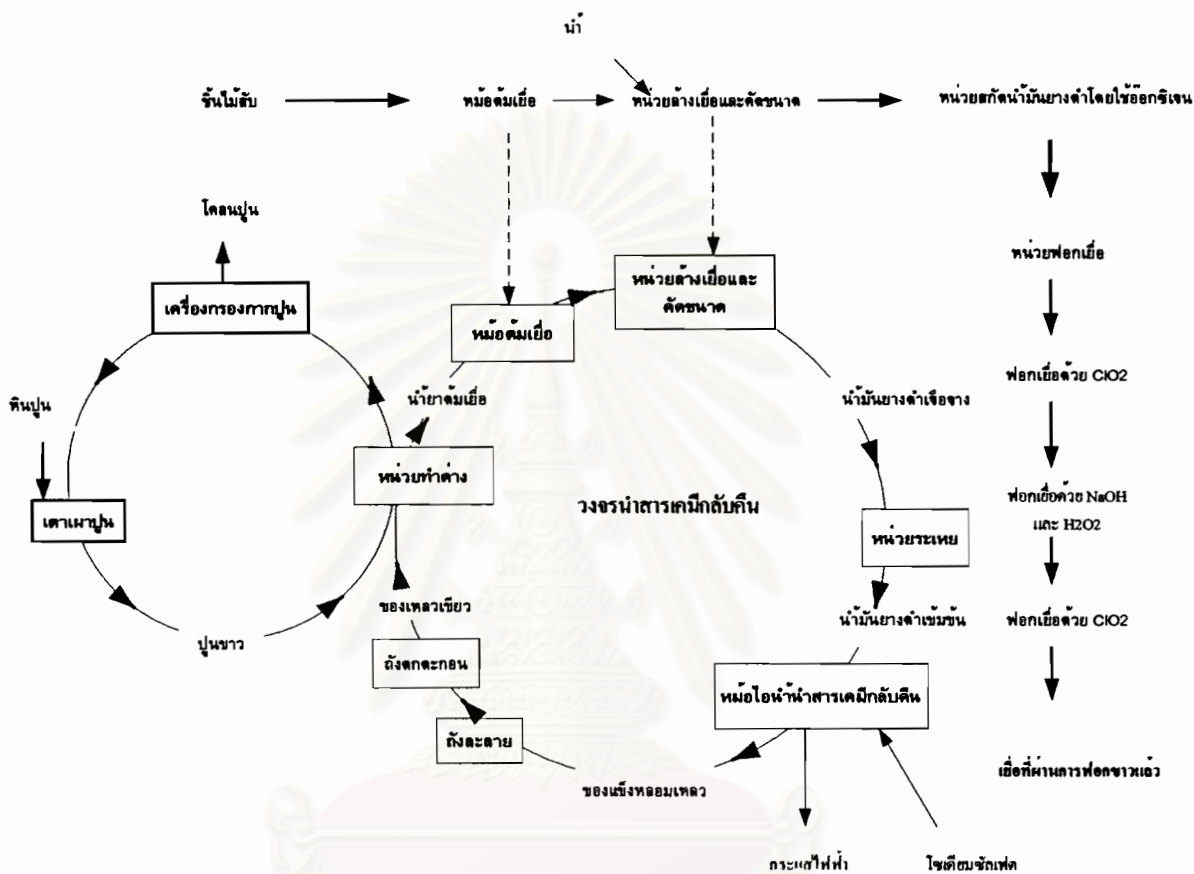 น้ำ
ชิ้นไม้สับ
หม้อต้มเยื่อ
หน่วยล้างเยื่อและคัดขนาด
หน่วยสกัดน้ำมันยางดำโดยใช้อ๊อกซิเจน
โคลนปูน
หน่วยฟอกเยื่อ
หน่วยล้างเยื่อและ
คัดขนาด
เครื่องกรองกากปูน
หม้อต้มเยื่อ
ฟอกเยื่อด้วย ClO2
น้ำยาต้มเยื่อ
น้ำมันยางดำเจือจาง
หินปูน
หน่วยทำด่าง
วงจรนำสารเคมีกลับคืน
ฟอกเยื่อด้วย NaOH
และ H2O2
เตาเผาปูน
หน่วยระเหย
ของเหลวเขียว
น้ำมันยางดำเข้มข้น
ฟอกเยื่อด้วย ClO2
ปูนขาว
ถังตกตะกอน
หม้อไอน้ำนำสารเคมีกลับคืน
ถังละลาย
เยื่อที่ผ่านการฟอกขาวแล้ว
ของแข็งหลอมเหลว
กระแสไฟฟ้า
โซเดียมซัลเฟต